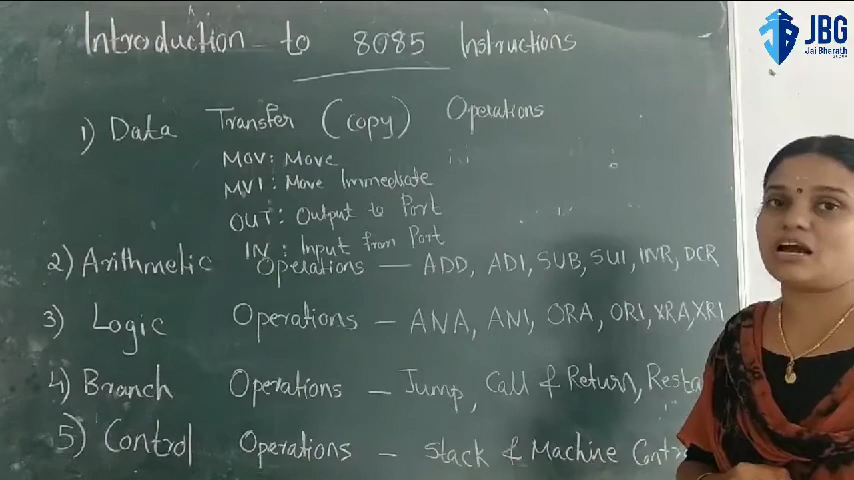 Introduction to 8085 Instructions
JBG
Jai Bharath
1) Data Transfer (copy) Operations
MOV: Move
MVI: Move Immediate
OUT: Output to Port
IN: Input from Port
2) Arithmetic Operations — ADD, ADI, SUB, SUI, INR, DCR
3) Logic Operations — ANA, ANI, ORA, ORI, XRA, XRI
4) Branch Operations — Jump, Call & Return, Resta
5) Control Operations — Stack & Machine Contro